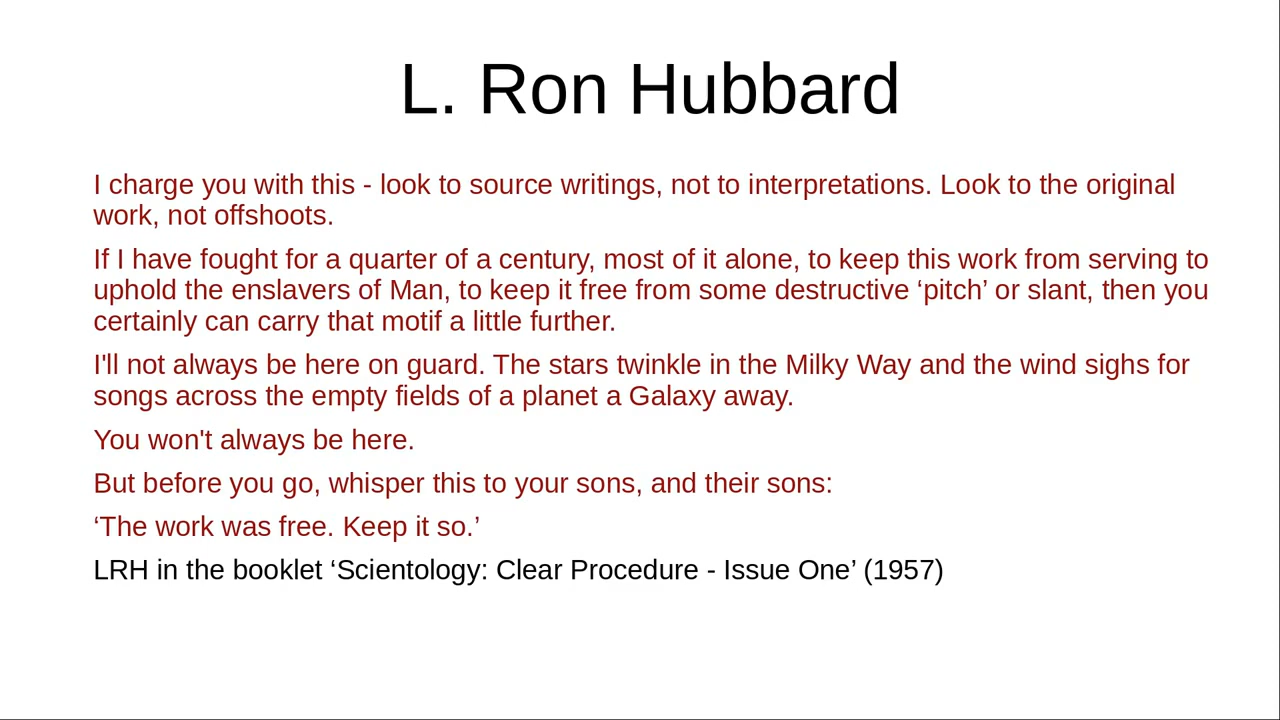 L. Ron Hubbard
I charge you with this - look to source writings, not to interpretations. Look to the original
work, not offshoots.
If I have fought for a quarter of a century, most of it alone, to keep this work from serving to
uphold the enslavers of Man, to keep it free from some destructive ‘pitch’ or slant, then you
certainly can carry that motif a little further.
I'll not always be here on guard. The stars twinkle in the Milky Way and the wind sighs for
songs across the empty fields of a planet a Galaxy away.
You won't always be here.
But before you go, whisper this to your sons, and their sons:
‘The work was free. Keep it so.’
LRH in the booklet ‘Scientology: Clear Procedure - Issue One’ (1957)